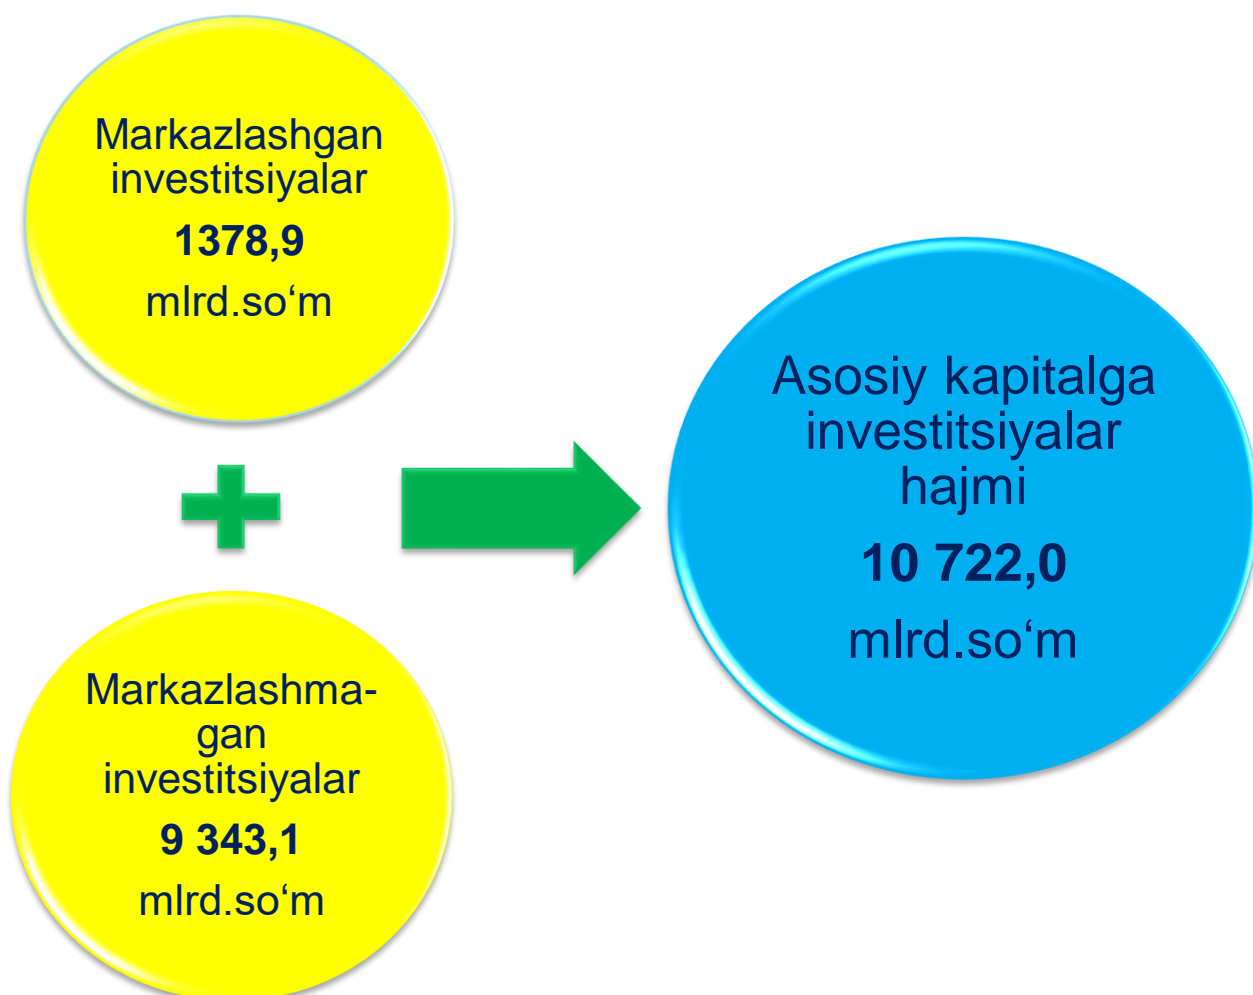 Markazlashgan
investitsiyalar
1378,9
mlrd.so‘m
Markazlashma-
gan
investitsiyalar
9 343,1
mlrd.so‘m
Asosiy kapitalga
investitsiyalar
hajmi
10 722,0
mlrd.so‘m